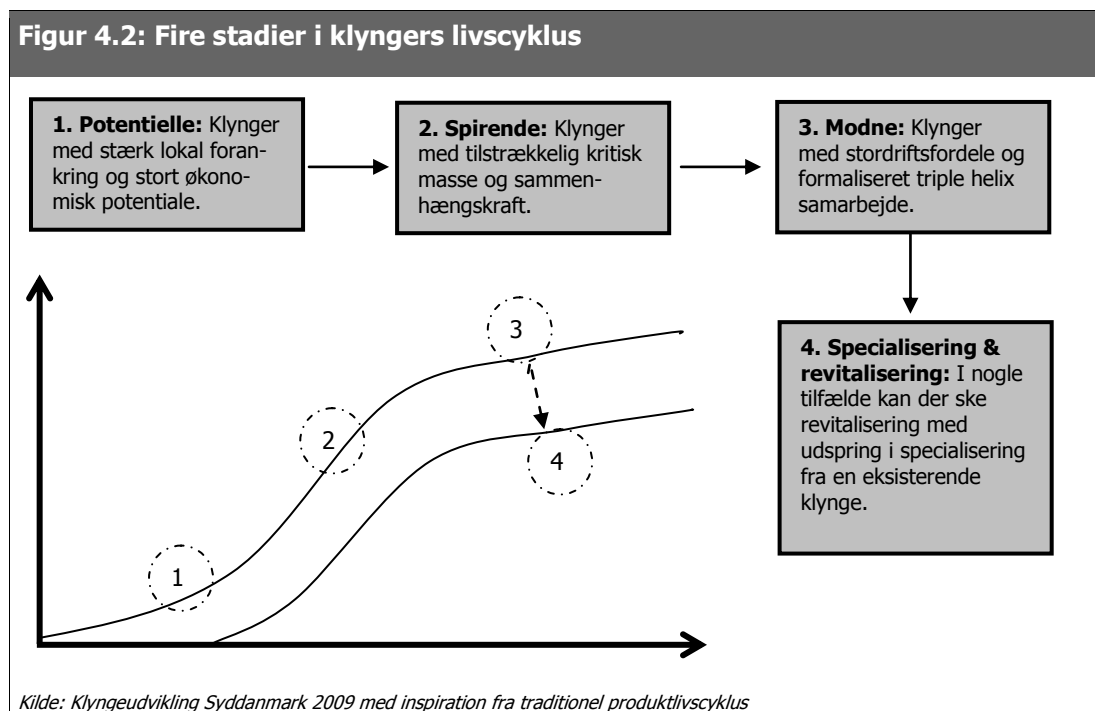 Figur 4.2: Fire stadier i klyngers livscyklus
1. Potentielle: Klynger
med stærk lokal foran-
kring og stort økono-
misk potentiale.
2. Spirende: Klynger
med tilstrækkelig kritisk
masse og sammen-
hængskraft.
3. Modne: Klynger
med stordriftsfordele og
formaliseret triple helix
samarbejde.
4. Specialisering &
revitalisering: I nogle
tilfælde kan der ske
revitalisering med
udspring i specialisering
fra en eksisterende
klynge.
3
2
4
1
Kilde: Klyngeudvikling Syddanmark 2009 med inspiration fra traditionel produktlivscyklus